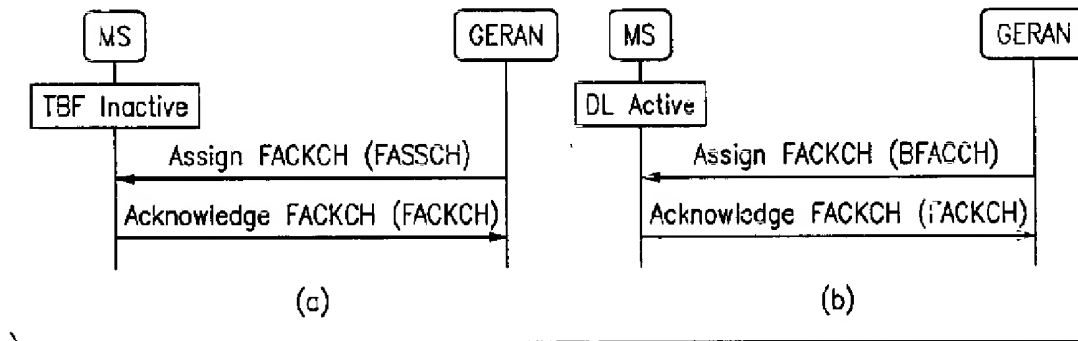 MS
GERAN
TBF Inactive
Assign FACKCH (FASSCH)
Acknowledge FACKCH (FACKCH)
(a)
MS
GERAN
DL Active
Assign FACKCH (BFACCH)
Acknowledge FACKCH (FACKCH)
(b)